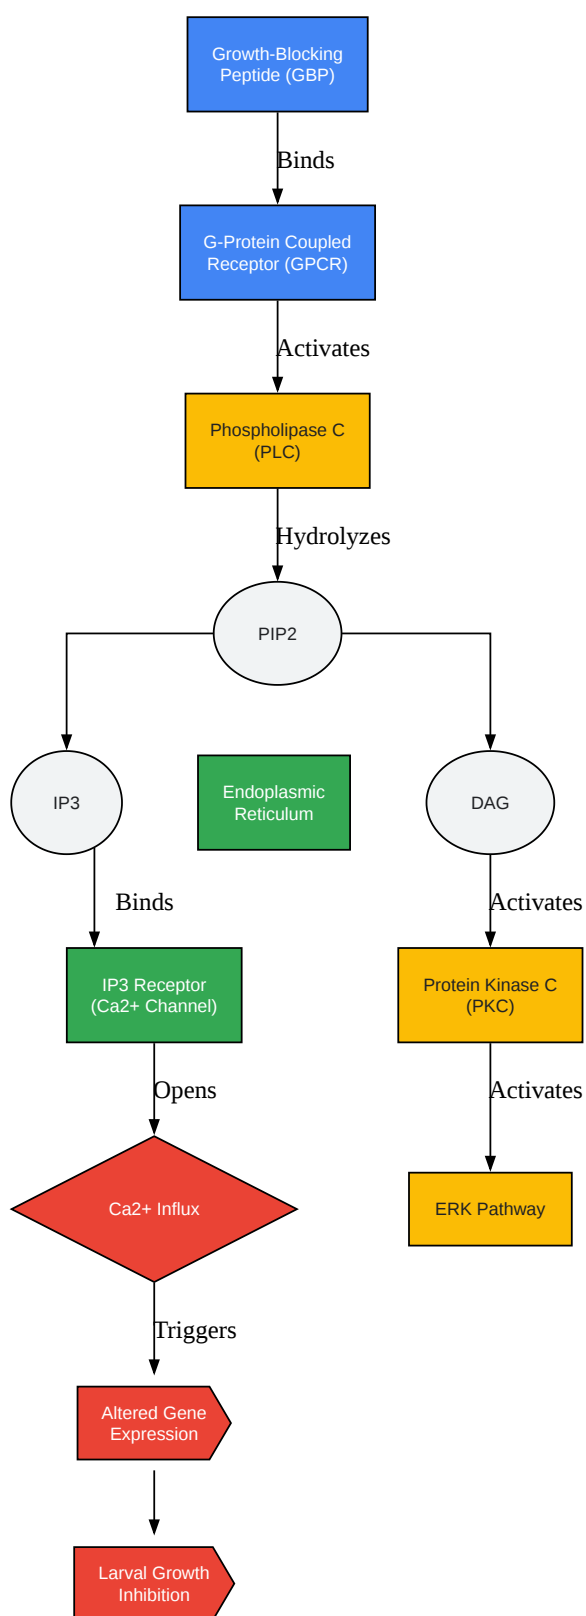 Growth-Blocking
Peptide (GBP)
Binds
G-Protein Coupled
Receptor (GPCR)
Activates
Phospholipase C
(PLC)
Hydrolyzes
PIP2
IP3
Endoplasmic
Reticulum
DAG
Binds
Activates
IP3 Receptor
(Ca2+ Channel)
Protein Kinase C
(PKC)
Opens
Activates
Ca2+ Influx
ERK Pathway
Triggers
Altered Gene
Expression
Larval Growth
Inhibition